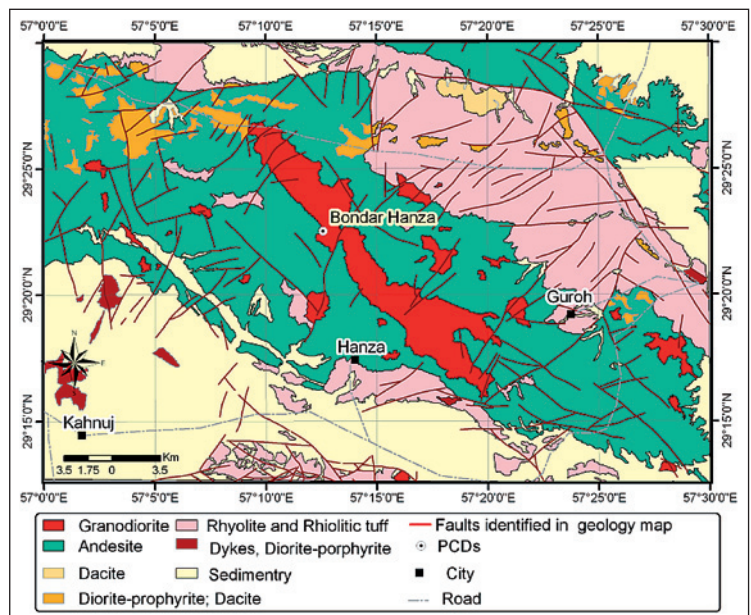 57°0'0"E 57°5'0"E 57°10'0"E 57°15'0"E 57°20'0"E 57°25'0"E 57°30'0"E
29°25'0"N 29°25'0"N
Bondar Hanza
29°20'0"N 29°20'0"N
Guroh
N
E
Hanza
29°15'0"N 29°15'0"N
Kahnuj
Km
3.5 1.75 0 3.5
57°0'0"E 57°5'0"E 57°10'0"E 57°15'0"E 57°20'0"E 57°25'0"E 57°30'0"E
Granodiorite Rhyolite and Rhiolitic tuff Faults identified in geology map
Andesite Dykes, Diorite-porphyrite PCDs
Dacite Sedimentry City
Diorite-prophyrite; Dacite Road